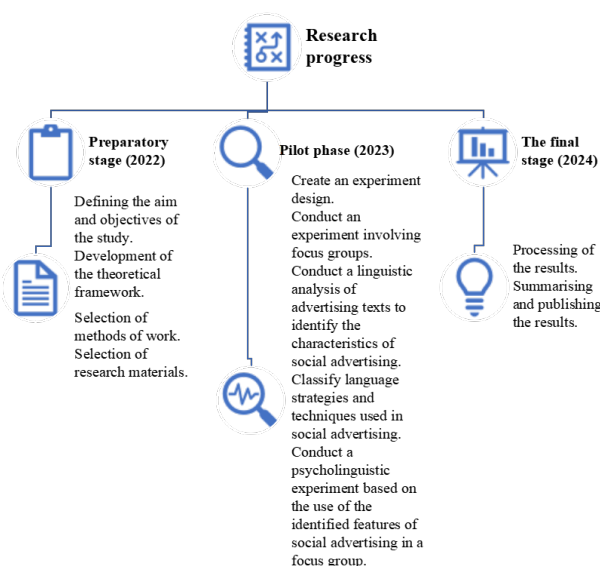 Research
progress
Preparatory
stage (2022)
Defining the aim
and objectives of
the study.
Development of
the theoretical
framework.
Selection of
methods of work.
Selection of
research materials.
Pilot phase (2023)
Create an experiment
design.
Conduct an
experiment involving
focus groups.
Conduct a linguistic
analysis of
advertising texts to
identify the
characteristics of
social advertising.
Classify language
strategies and
techniques used in
social advertising.
Conduct a
psycholinguistic
experiment based on
the use of the
identified features of
social advertising in a
focus group.
The final
stage (2024)
Processing of
the results.
Summarising
and publishing
the results.